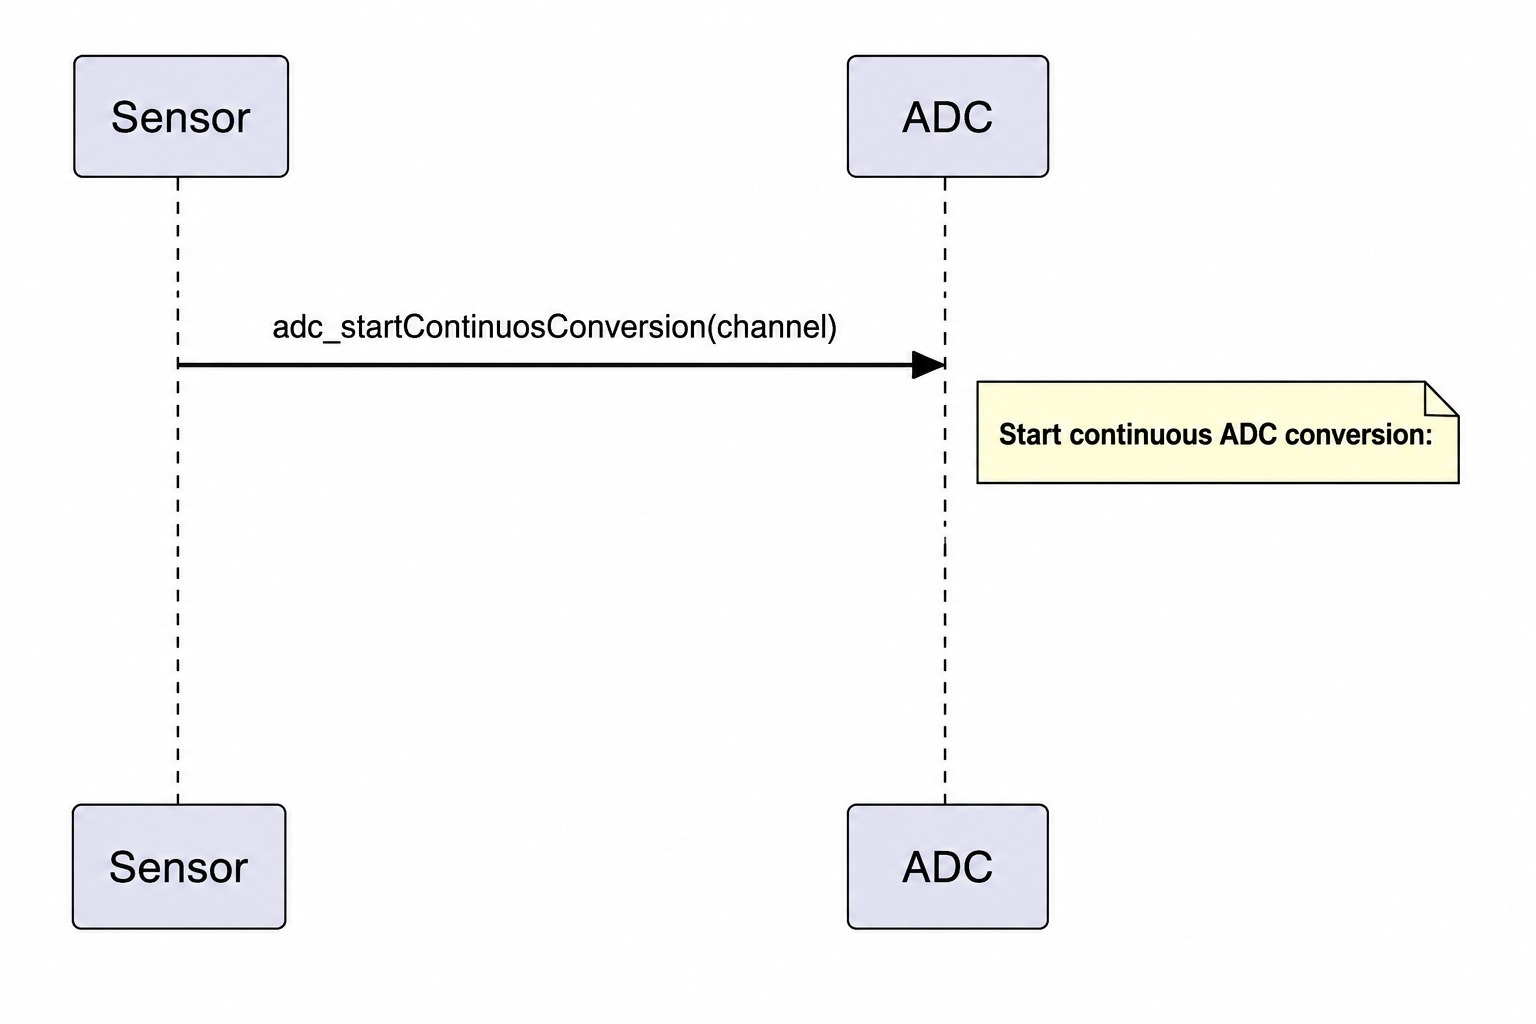 Sensor
ADC
adc_startContinuosConversion(channel)
Start continuous ADC conversion:
Sensor
ADC